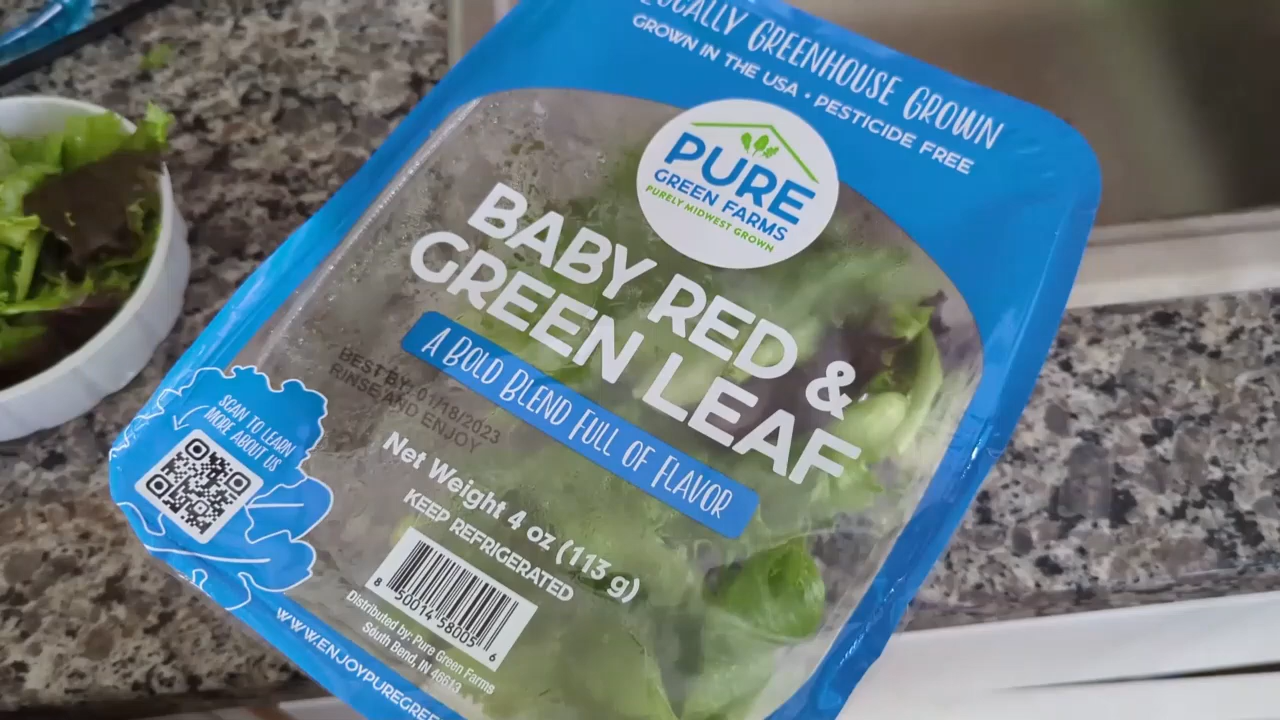 LOCALLY GREENHOUSE GROWN
GROWN IN THE USA • PESTICIDE FREE
PURE
GREEN FARMS
PURELY MIDWEST GROWN
BABY RED &
GREEN LEAF
A BOLD BLEND FULL OF FLAVOR
BEST BY: 01/18/2023
RINSE AND ENJOY
SCAN TO LEARN
MORE ABOUT US
Net Weight 4 oz (113 g)
KEEP REFRIGERATED
8 50014 58005 6
Distributed by: Pure Green Farms
South Bend, IN 46613
WWW.ENJOYPUREGREE